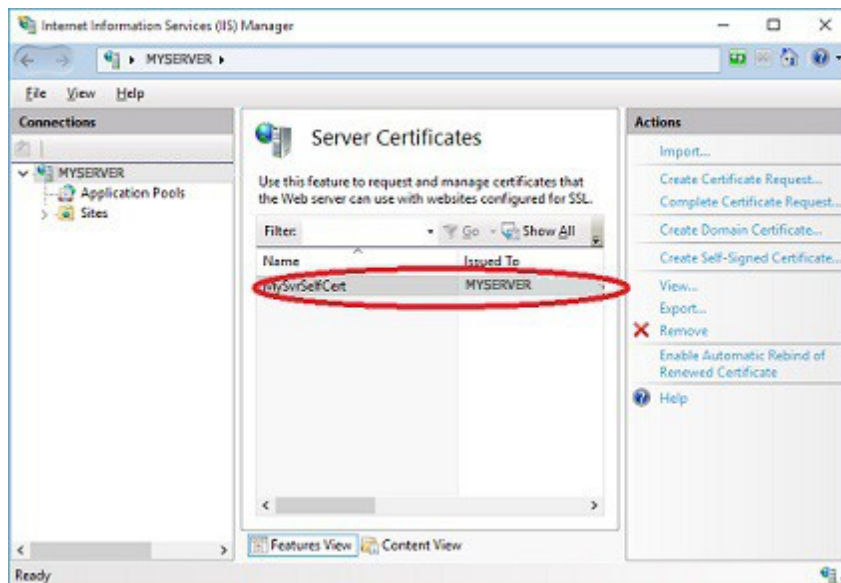 Internet Information Services (IIS) Manager
MYSERVER
File View Help
Connections
MYSERVER
Application Pools
Sites
Server Certificates
Use this feature to request and manage certificates that
the Web server can use with websites configured for SSL.
Filter: Go Show All
Name Issued To
MySvrSelfCert MYSERVER
Features View Content View
Actions
Import...
Create Certificate Request...
Complete Certificate Request...
Create Domain Certificate...
Create Self-Signed Certificate...
View...
Export...
Remove
Enable Automatic Rebind of
Renewed Certificate
Help
Ready